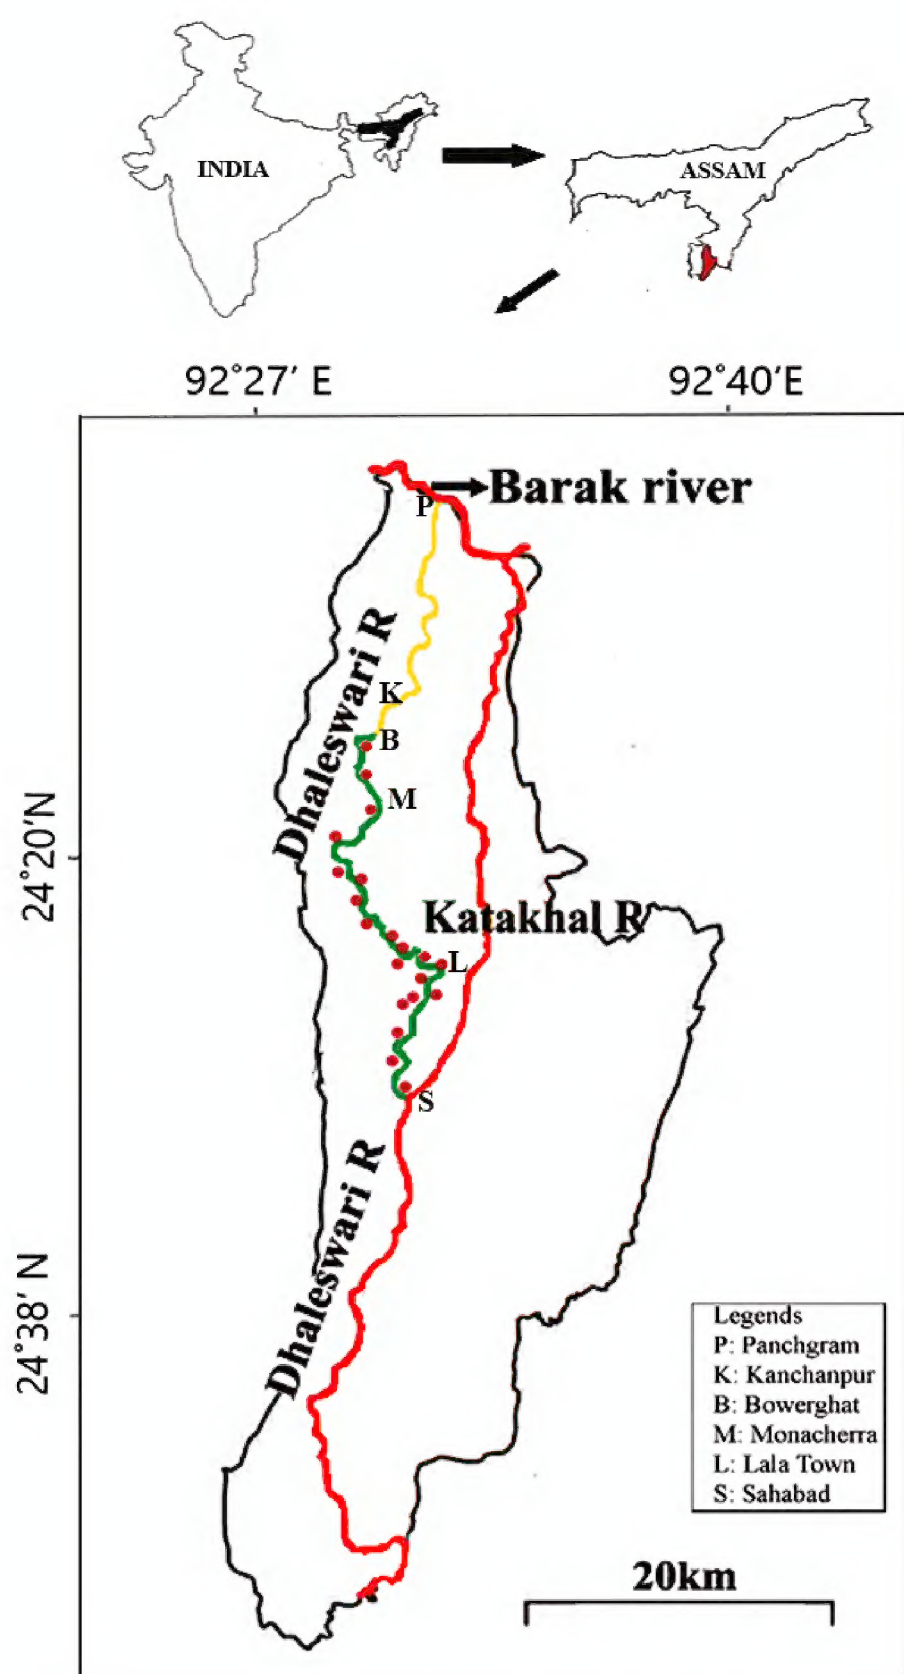 INDIA
ASSAM
92°27′ E
92°40′E
Barak river
P
Dhaleswari R
K
B
M
24°20′N
Katakhal R
L
S
Dhaleswari R
24°38′ N
Legends
P: Panchgram
K: Kanchanpur
B: Bowerghat
M: Monacherra
L: Lala Town
S: Sahabad
20km